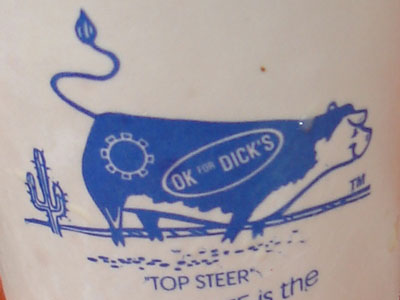 OK FOR DICK'S
TM
"TOP STEER"
is the